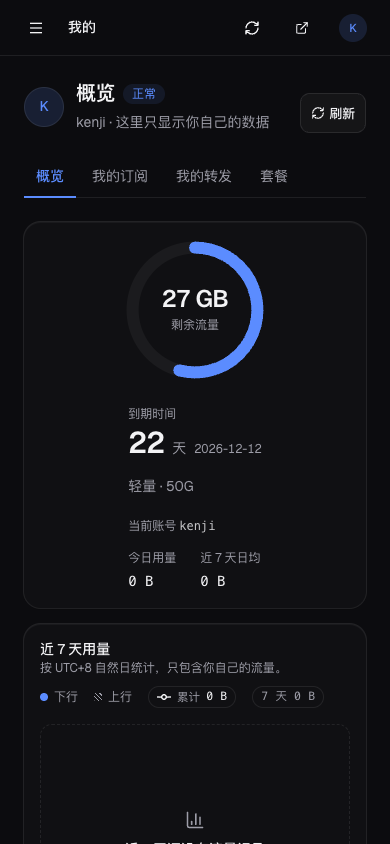 我的
K
K
概览 正常
kenji · 这里只显示你自己的数据
刷新
概览 我的订阅 我的转发 套餐
27 GB
剩余流量
到期时间
22 天 2026-12-12
轻量 · 50G
当前账号 kenji
今日用量 近 7 天日均
0 B 0 B
近 7 天用量
按 UTC+8 自然日统计，只包含你自己的流量。
下行 上行 累计 0 B 7 天 0 B